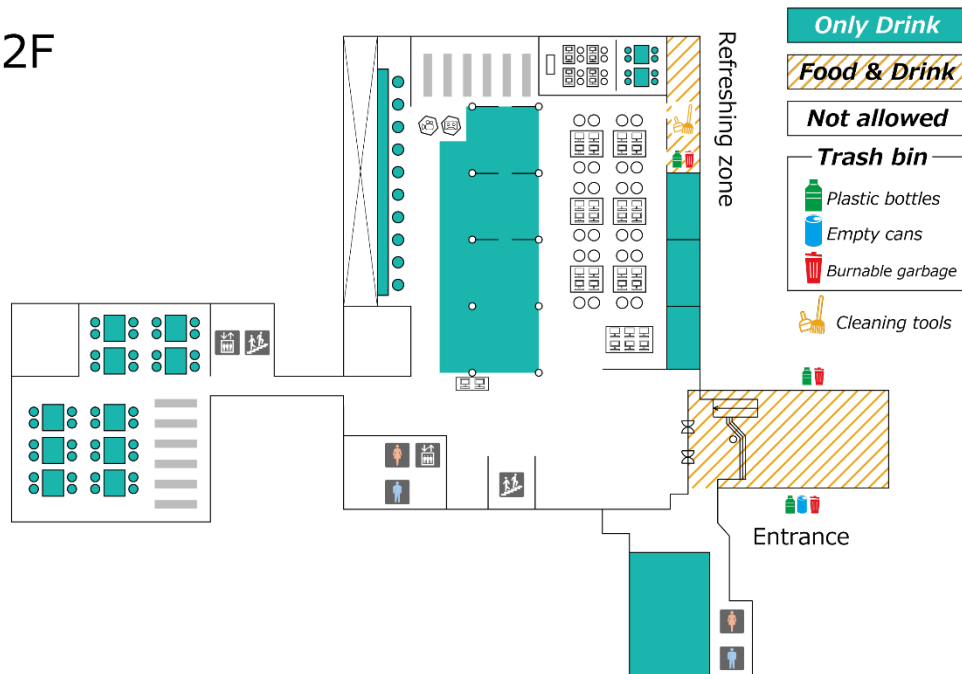 2F
Refreshing zone
Only Drink
Food & Drink
Not allowed
Trash bin
Plastic bottles
Empty cans
Burnable garbage
Cleaning tools
Entrance